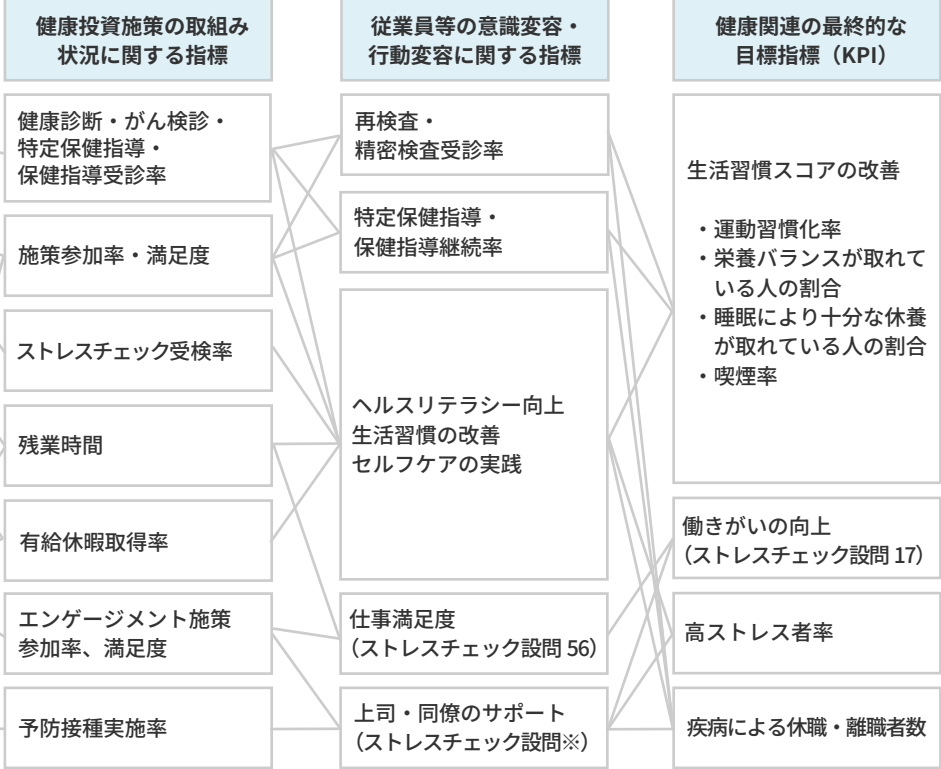 健康投資施策の取組み
状況に関する指標
健康診断・がん検診・
特定保健指導・
保健指導受診率
施策参加率・満足度
ストレスチェック受検率
残業時間
有給休暇取得率
エンゲージメント施策
参加率、満足度
予防接種実施率
従業員等の意識変容・
行動変容に関する指標
再検査・
精密検査受診率
特定保健指導・
保健指導継続率
ヘルスリテラシー向上
生活習慣の改善
セルフケアの実践
仕事満足度
（ストレスチェック設問 56）
上司・同僚のサポート
（ストレスチェック設問※）
健康関連の最終的な
目標指標（KPI）
生活習慣スコアの改善
・運動習慣化率
・栄養バランスが取れて
いる人の割合
・睡眠により十分な休養
が取れている人の割合
・喫煙率
働きがいの向上
（ストレスチェック設問 17）
高ストレス者率
疾病による休職・離職者数